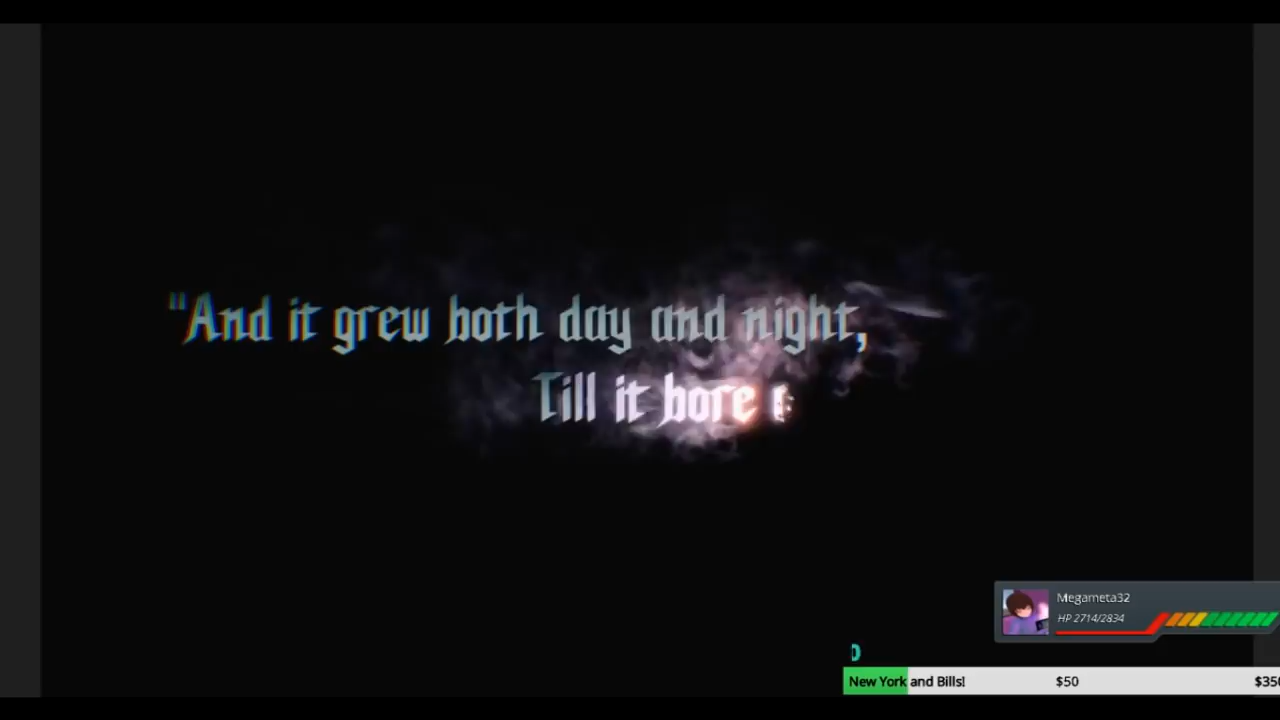 "And it grew both day and night,
Till it bore
Megameta32
HP 2714/2834
New York and Bills!
$50